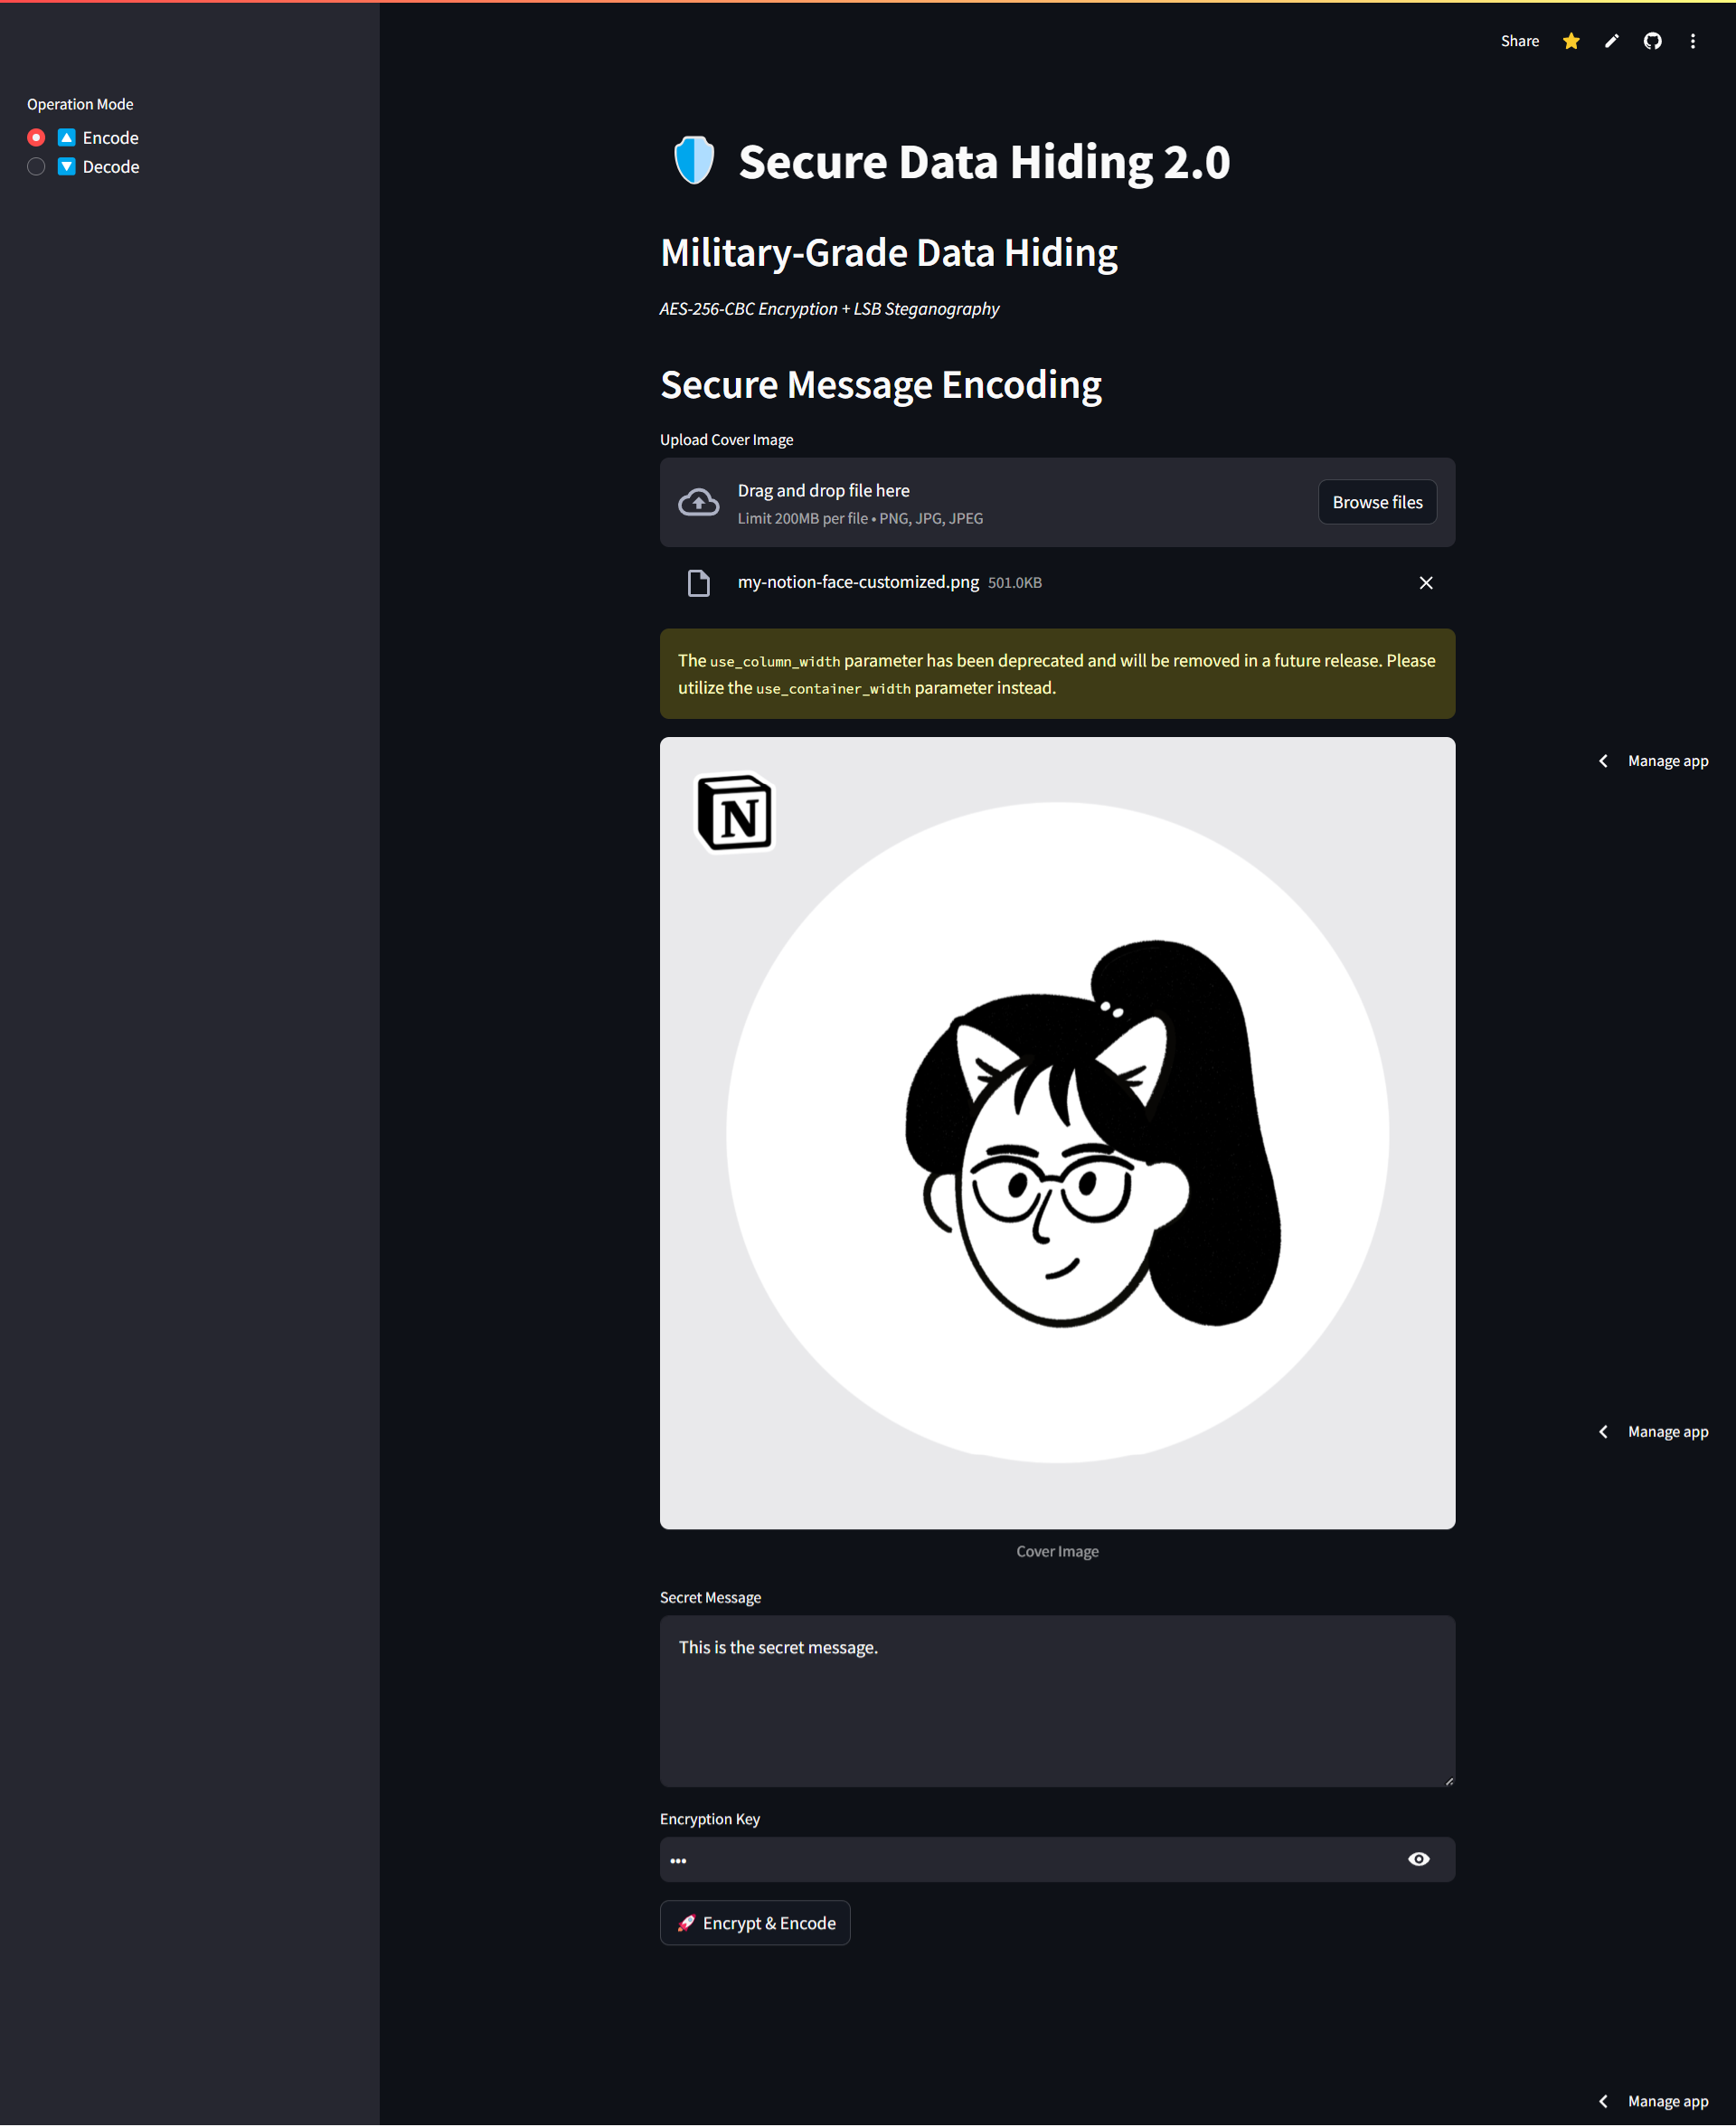 Share
Operation Mode
Encode
Decode
Secure Data Hiding 2.0
Military-Grade Data Hiding
AES-256-CBC Encryption + LSB Steganography
Secure Message Encoding
Upload Cover Image
Drag and drop file here
Limit 200MB per file • PNG, JPG, JPEG
Browse files
my-notion-face-customized.png 501.0KB
The use_column_width parameter has been deprecated and will be removed in a future release. Please
utilize the use_container_width parameter instead.
Manage app
N
Manage app
Cover Image
Secret Message
This is the secret message.
Encryption Key
•••
Encrypt & Encode
Manage app